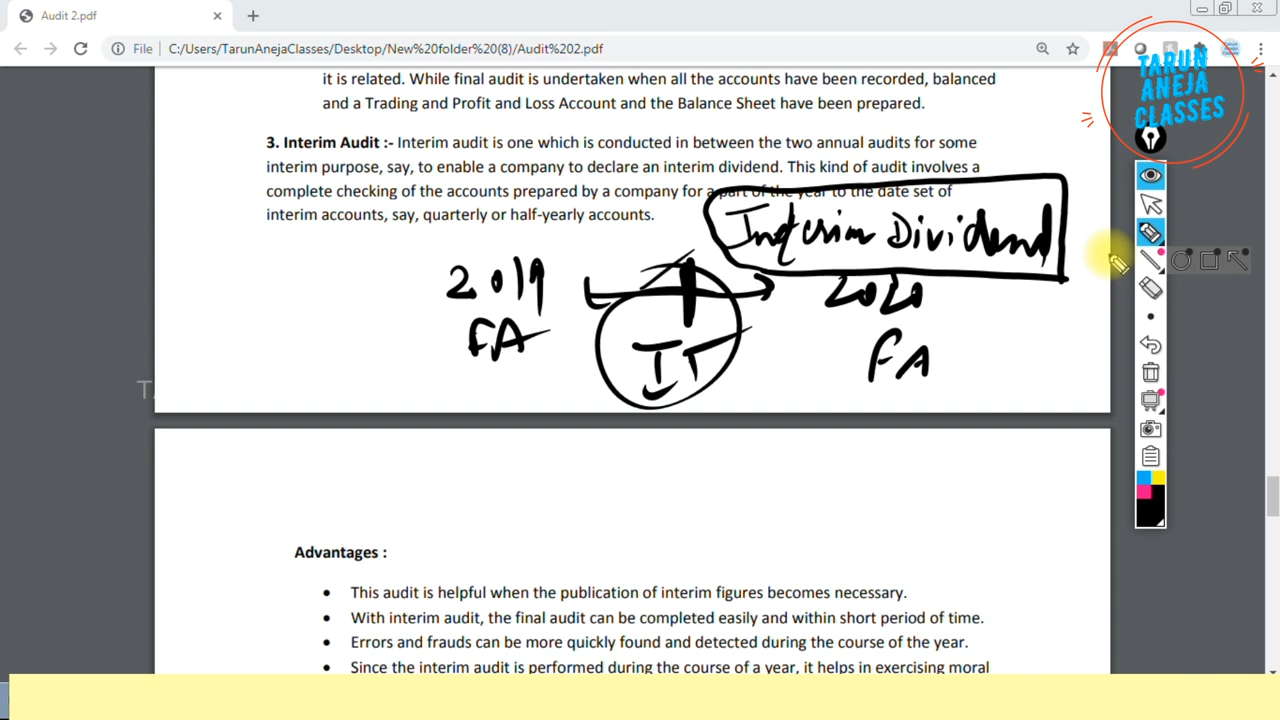 Audit 2.pdf
File C:/Users/TarunAnejaClasses/Desktop/New%20folder%20(8)/Audit%202.pdf
TARUN
ANEJA
CLASSES
it is related. While final audit is undertaken when all the accounts have been recorded, balanced
and a Trading and Profit and Loss Account and the Balance Sheet have been prepared.
3. Interim Audit :- Interim audit is one which is conducted in between the two annual audits for some
interim purpose, say, to enable a company to declare an interim dividend. This kind of audit involves a
complete checking of the counts prepared by a company for a part of the year to the date set of
interim accounts, say, quarterly or half-yearly accounts.
Interim Dividend
2019 2020
FA FA
Advantages :
• This audit is helpful when the publication of interim figures becomes necessary.
• With interim audit, the final audit can be completed easily and within short period of time.
• Errors and frauds can be more quickly found and detected during the course of the year.
• Since the interim audit is performed during the course of a year, it helps in exercising moral